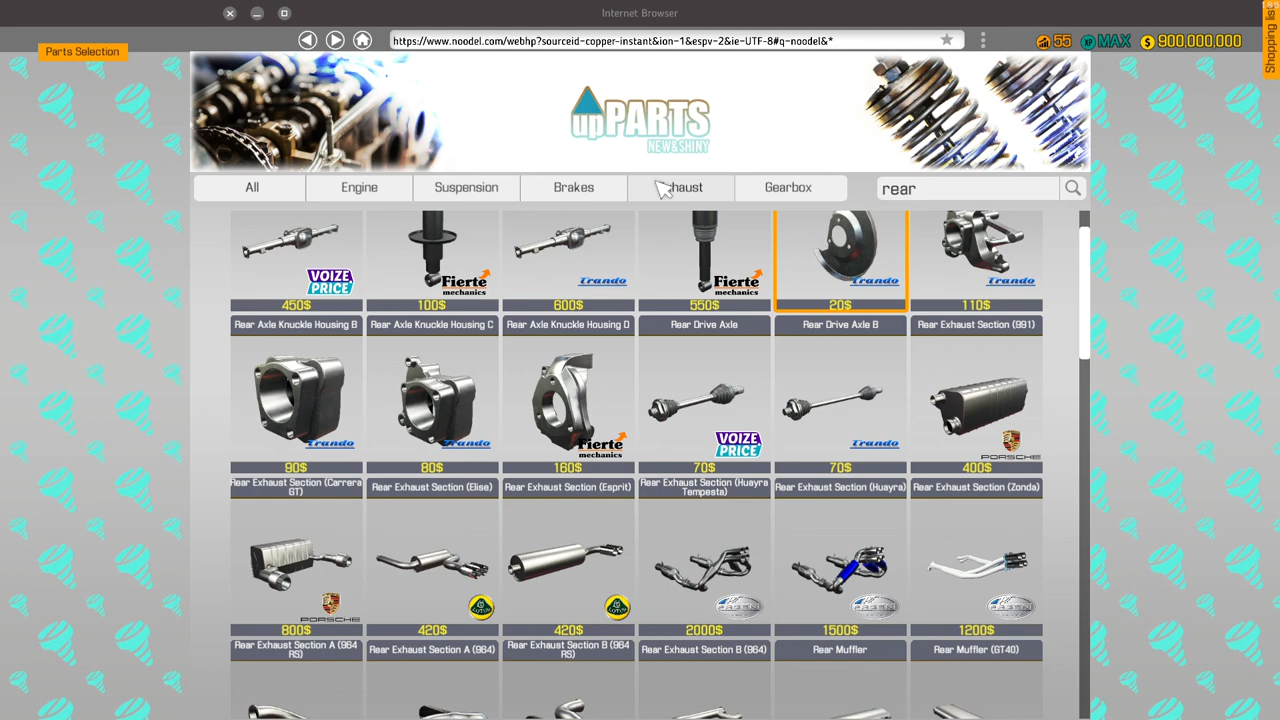 Internet Browser
Parts Selection
https://www.noodel.com/webhp?sourceid-copper-instant&ion-1&espv-2&ie-UTF-8#q-noodel&*
55
XP MAX
$ 900,000,000
Shopping list
upPARTS
NEW&SHINY
All
Engine
Suspension
Brakes
Gearbox
rear
VOIZE PRICE
Fierte mechanics
Trando
Fierte mechanics
Trando
Trando
450$
100$
600$
550$
20$
110$
Rear Axle Knuckle Housing B
Rear Axle Knuckle Housing C
Rear Axle Knuckle Housing D
Rear Drive Axle
Rear Drive Axle B
Rear Exhaust Section (991)
Trando
Trando
Fierte mechanics
VOIZE PRICE
Trando
PORSCHE
90$
80$
160$
70$
70$
400$
Rear Exhaust Section (Carrera
GT)
Rear Exhaust Section (Elise)
Rear Exhaust Section (Esprit)
Rear Exhaust Section (Huayra
Tempesta)
Rear Exhaust Section (Huayra)
Rear Exhaust Section (Zonda)
PORSCHE
LOTUS
LOTUS
800$
420$
420$
2000$
1500$
1200$
Rear Exhaust Section A (964
RS)
Rear Exhaust Section A (964)
Rear Exhaust Section B (964
RS)
Rear Exhaust Section B (964)
Rear Muffler
Rear Muffler (GT40)